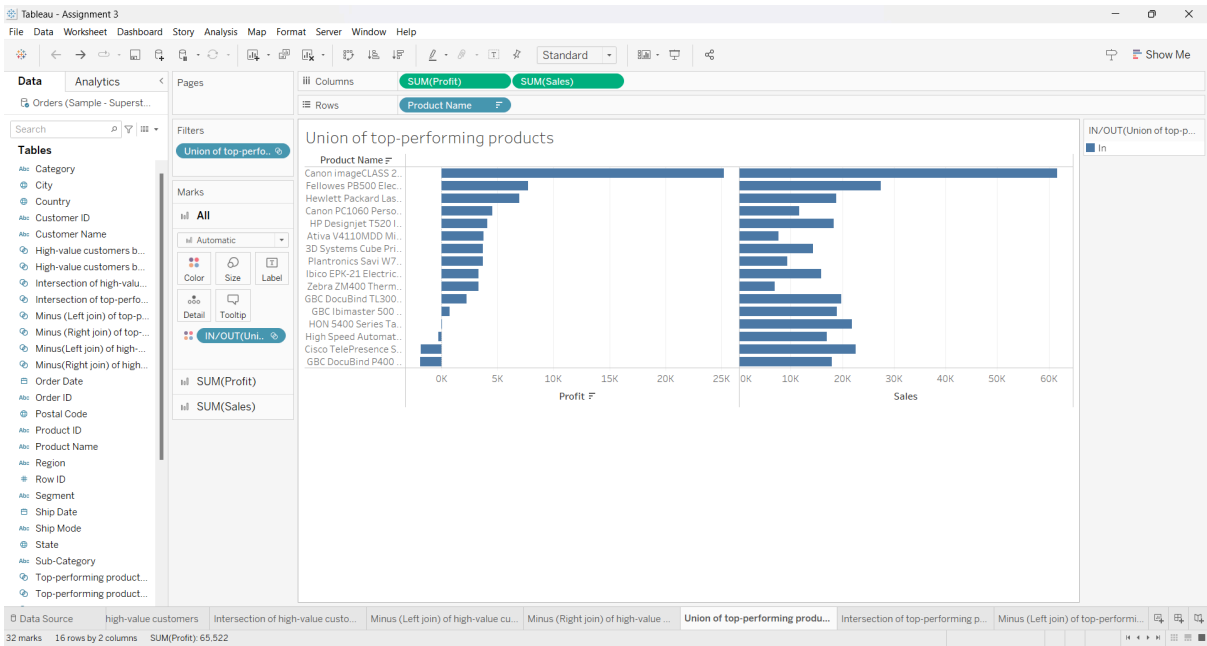 Tableau - Assignment 3
File Data Worksheet Dashboard Story Analysis Map Format Server Window Help
Standard
Show Me
Data Analytics
Orders (Sample - Superst...
Search
Tables
Abc Category
City
Country
Abc Customer ID
Abc Customer Name
High-value customers b...
High-value customers b...
Intersection of high-valu...
Intersection of top-perfo...
Minus (Left join) of top-p...
Minus (Right join) of top-...
Minus(Left join) of high-...
Minus(Right join) of high...
Order Date
Abc Order ID
Postal Code
Abc Product ID
Abc Product Name
Abc Region
# Row ID
Abc Segment
Ship Date
Abc Ship Mode
State
Abc Sub-Category
Top-performing product...
Top-performing product...
Pages
Filters
Union of top-perfo..
Marks
All
Automatic
Color Size Label
Detail Tooltip
IN/OUT(Uni..
SUM(Profit)
SUM(Sales)
Columns SUM(Profit) SUM(Sales)
Rows Product Name
Union of top-performing products
Product Name
Canon imageCLASS 2..
Fellowes PB500 Elec..
Hewlett Packard Las..
Canon PC1060 Perso..
HP Designjet T520 I..
Ativa V4110MDD Mi..
3D Systems Cube Pri..
Plantronics Savi W7..
Ibico EPK-21 Electric..
Zebra ZM400 Therm..
GBC DocuBind TL300..
GBC Ibimaster 500 ..
HON 5400 Series Ta..
High Speed Automat..
Cisco TelePresence S..
GBC DocuBind P400 ..
0K 5K 10K 15K 20K 25K 0K 10K 20K 30K 40K 50K 60K
Profit Sales
IN/OUT(Union of top-p...
In
Data Source high-value customers Intersection of high-value custo... Minus (Left join) of high-value cu... Minus (Right join) of high-value ... Union of top-performing produ... Intersection of top-performing p... Minus (Left join) of top-performi...
32 marks 16 rows by 2 columns SUM(Profit): 65,522